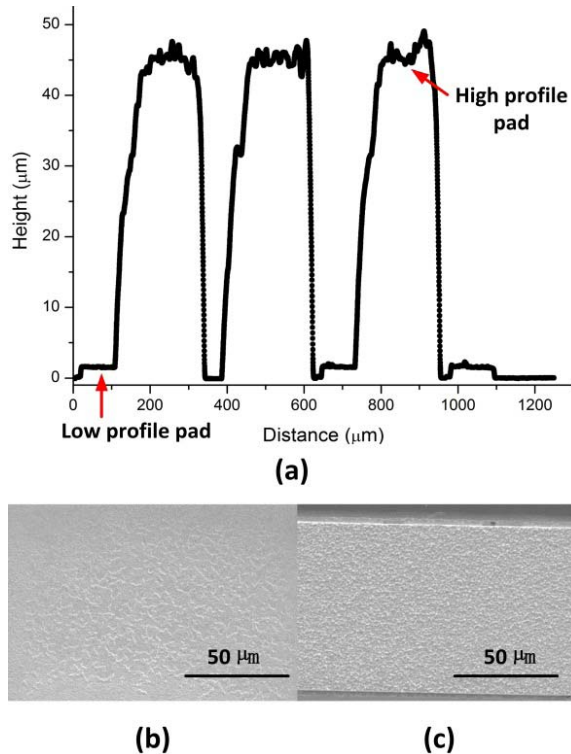 50
40
30
20
10
0
Height (μm)
High profile
pad
0 200 400 600 800 1000 1200
Low profile pad
Distance (μm)
(a)
50 μm
50 μm
(b)
(c)